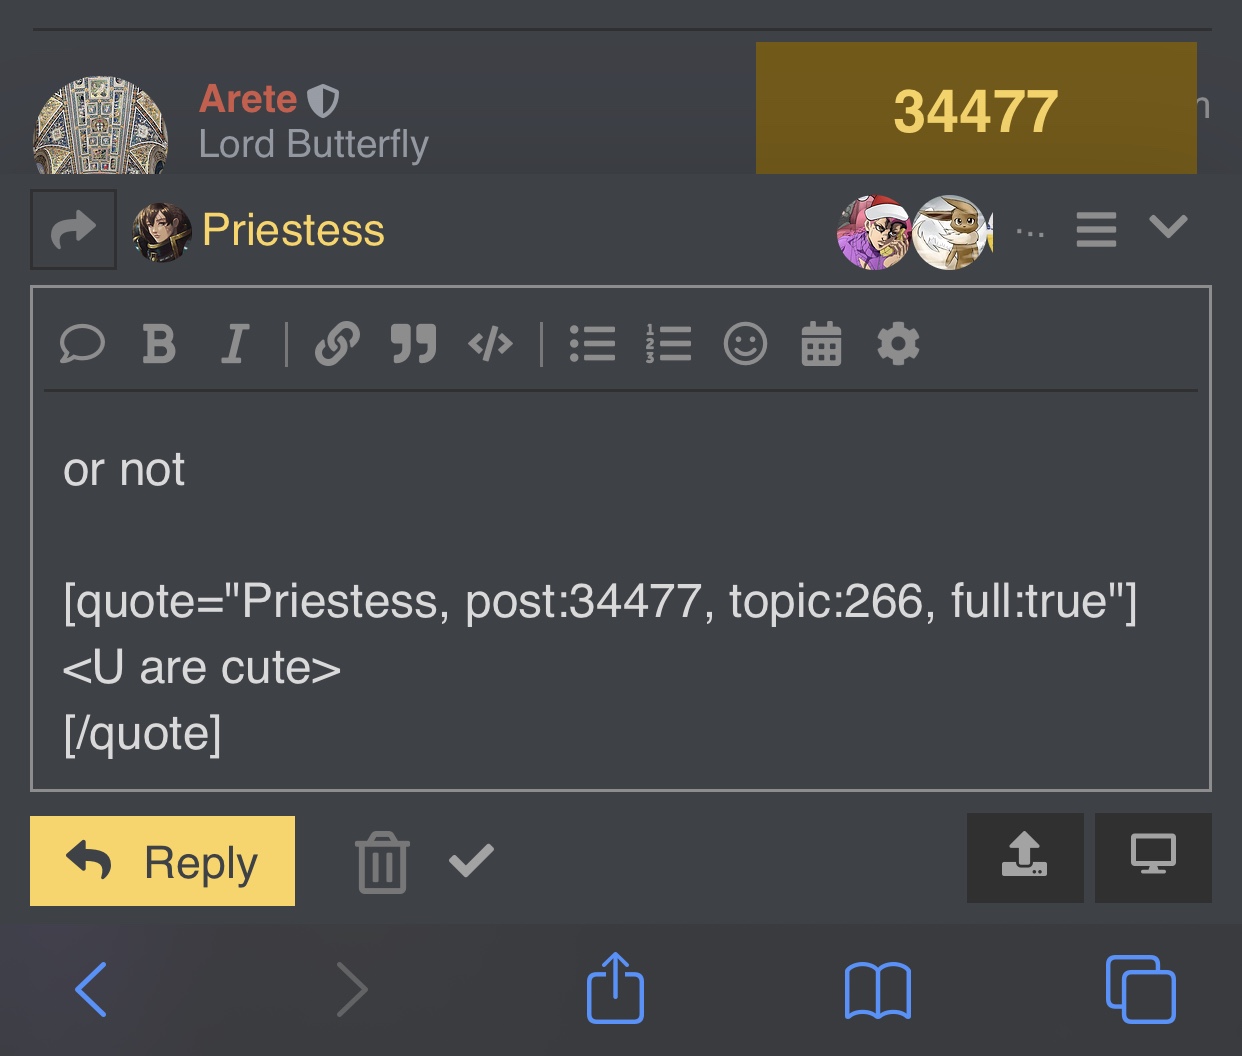 Arete
34477
n
Lord Butterfly
Priestess
...
or not
[quote="Priestess, post:34477, topic:266, full:true"]
<U are cute>
[/quote]
Reply